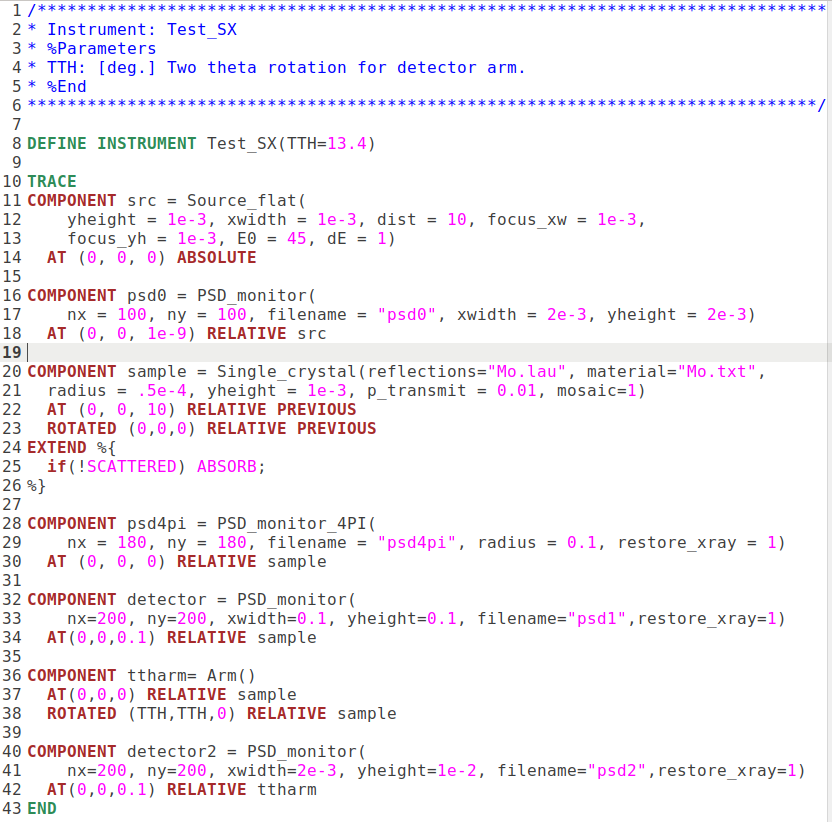 1 /*******************************************************************************
2 * Instrument: Test_SX
3 * %Parameters
4 * TTH: [deg.] Two theta rotation for detector arm.
5 * %End
6 *******************************************************************************/
7
8 DEFINE INSTRUMENT Test_SX(TTH=13.4)
9
10 TRACE
11 COMPONENT src = Source_flat(
12     yheight = 1e-3, xwidth = 1e-3, dist = 10, focus_xw = 1e-3,
13     focus_yh = 1e-3, E0 = 45, dE = 1)
14   AT (0, 0, 0) ABSOLUTE
15
16 COMPONENT psd0 = PSD_monitor(
17     nx = 100, ny = 100, filename = "psd0", xwidth = 2e-3, yheight = 2e-3)
18   AT (0, 0, 1e-9) RELATIVE src
19
20 COMPONENT sample = Single_crystal(reflections="Mo.lau", material="Mo.txt",
21   radius = .5e-4, yheight = 1e-3, p_transmit = 0.01, mosaic=1)
22   AT (0, 0, 10) RELATIVE PREVIOUS
23   ROTATED (0,0,0) RELATIVE PREVIOUS
24 EXTEND %{
25   if(!SCATTERED) ABSORB;
26 %}
27
28 COMPONENT psd4pi = PSD_monitor_4PI(
29     nx = 180, ny = 180, filename = "psd4pi", radius = 0.1, restore_xray = 1)
30   AT (0, 0, 0) RELATIVE sample
31
32 COMPONENT detector = PSD_monitor(
33     nx=200, ny=200, xwidth=0.1, yheight=0.1, filename="psd1",restore_xray=1)
34   AT(0,0,0.1) RELATIVE sample
35
36 COMPONENT ttharm= Arm()
37   AT(0,0,0) RELATIVE sample
38   ROTATED (TTH,TTH,0) RELATIVE sample
39
40 COMPONENT detector2 = PSD_monitor(
41     nx=200, ny=200, xwidth=2e-3, yheight=1e-2, filename="psd2",restore_xray=1)
42   AT(0,0,0.1) RELATIVE ttharm
43 END